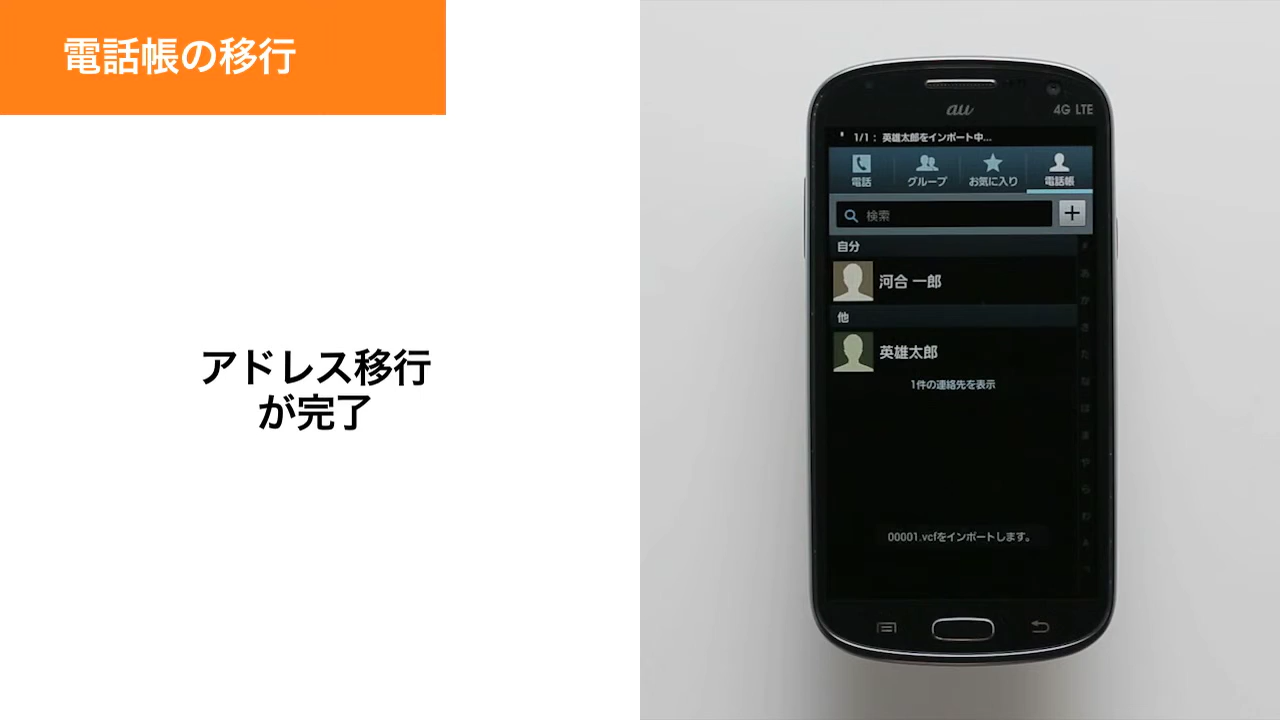 電話帳の移行
アドレス移行
が完了
au
4G LTE
1/1：英雄太郎をインポート中...
電話
グループ
お気に入り
電話帳
検索
自分
河合 一郎
他
英雄太郎
1件の連絡先を表示
00001.vcfをインポートします。